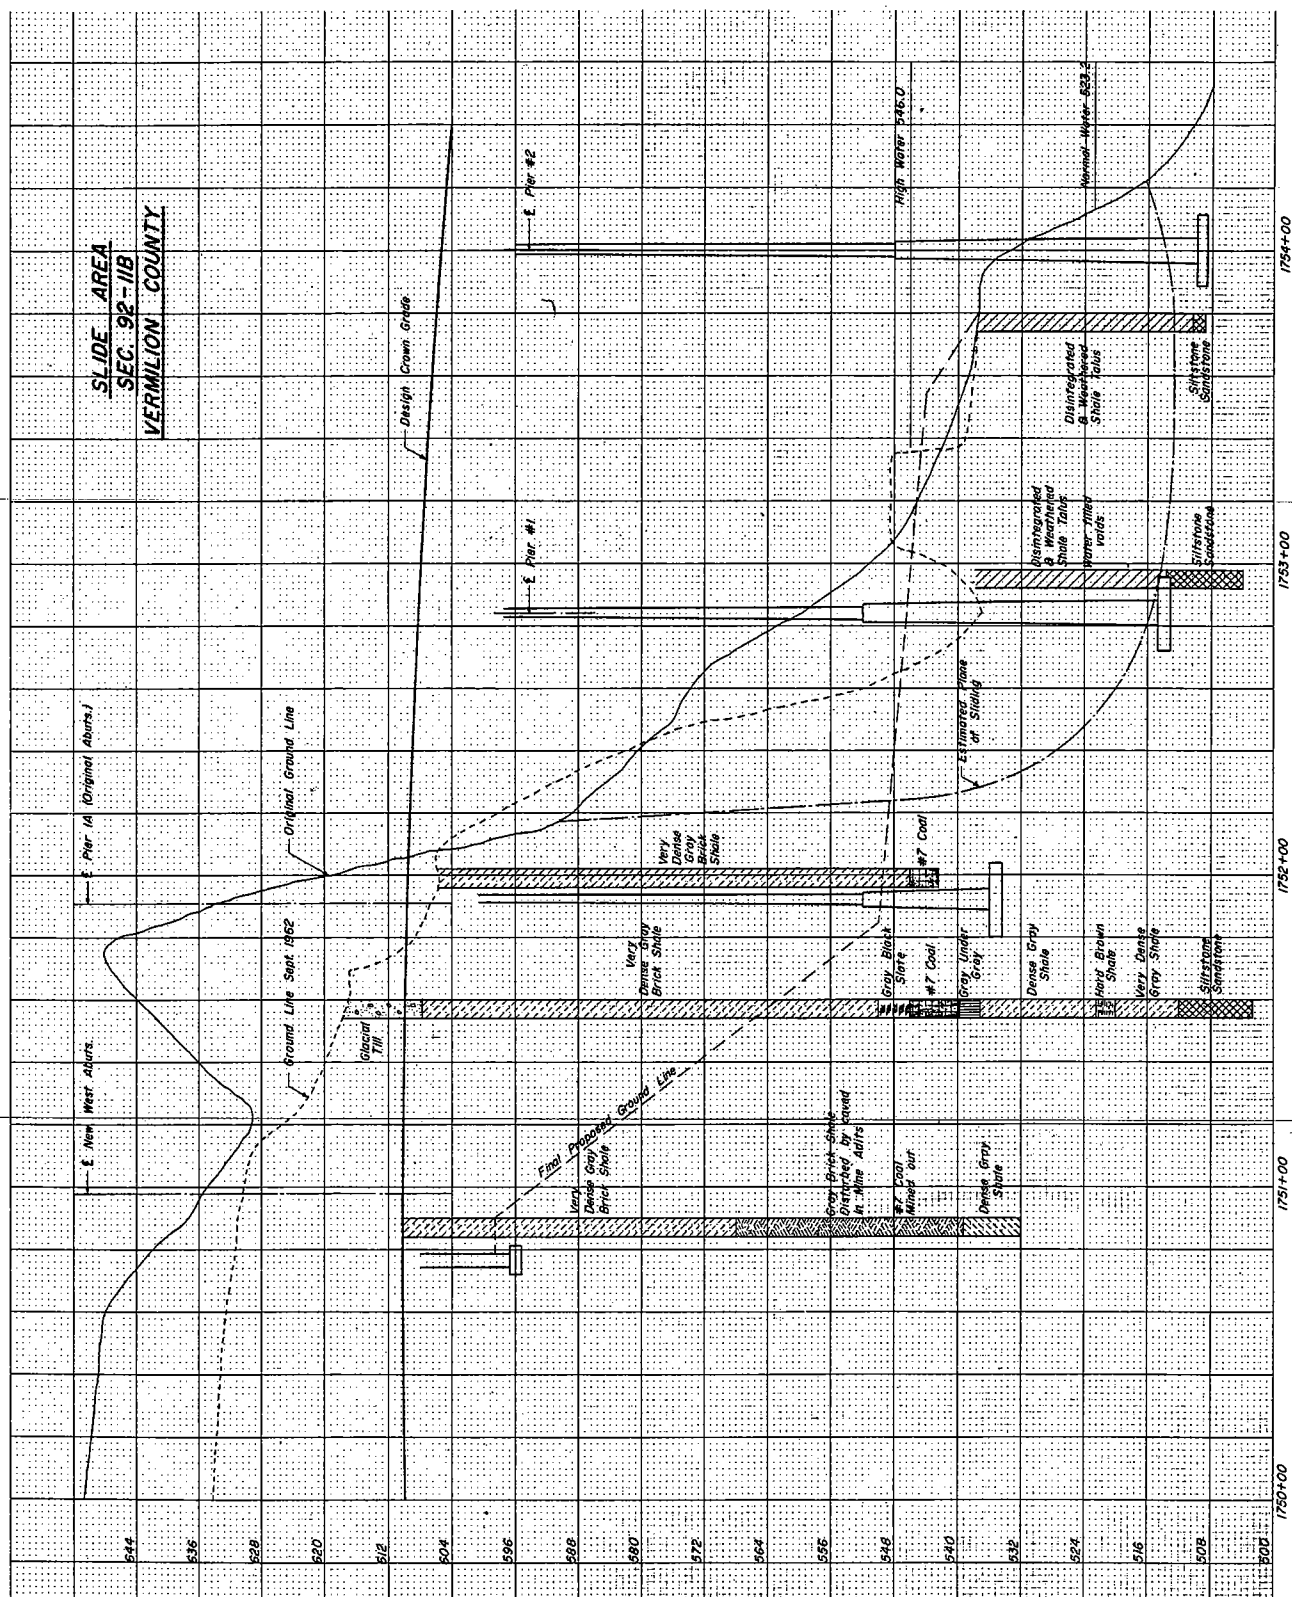 SLIDE AREA
SEC. 92-11B
VERMILION COUNTY
℄ New West Abuts.
℄ Pier 1A (Original Abuts.)
Original Ground Line
Ground Line Sept. 1962
Design Crown Grade
℄ Pier #1
℄ Pier #2
High Water 546.0
Normal Water 523.2
Glacial
Till
Very
Dense Gray
Brick Shale
Gray Black
Slate
#7 Coal
Gray Under
Dense Gray
Shale
Hard Brown
Shale
Very Dense
Gray Shale
Siltstone
Sandstone
Very
Dense
Gray
Brick
Shale
#7 Coal
Estimated Plane
of Sliding
Disintegrated
& Weathered
Shale Talus
Water filled
voids
Siltstone
Sandstone
Disintegrated
& Weathered
Shale Talus
Siltstone
Sandstone
Final Proposed Ground Line
Very
Dense Gray
Brick Shale
Gray Brick Shale
Disturbed by caved
in Mine Adits
#7 Coal
Mined out
Dense Gray
Shale
644
636
628
620
612
604
596
588
580
572
564
556
548
540
532
524
516
508
500
1750+00
1751+00
1752+00
1753+00
1754+00